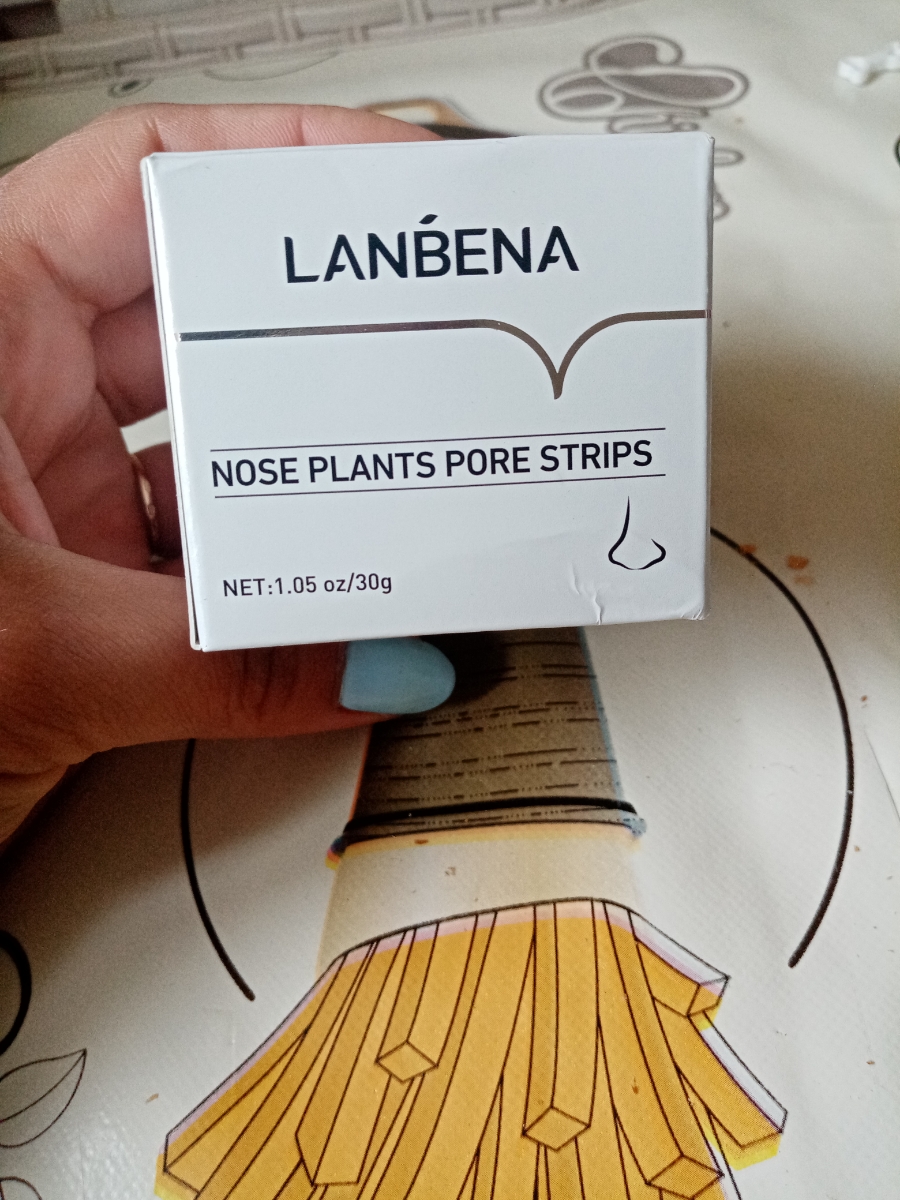 LANBENA
NOSE PLANTS PORE STRIPS
NET:1.05 oz/30g